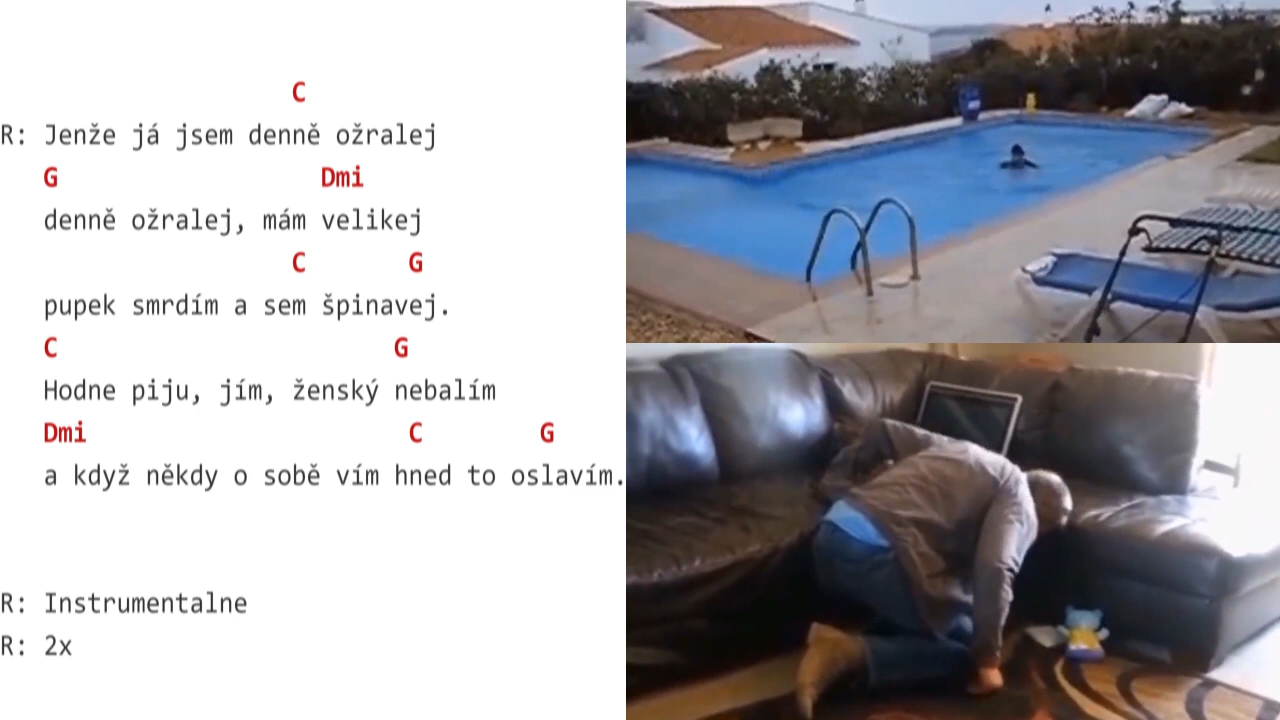 C
R: Jenže já jsem denně ožralej
G Dmi
denně ožralej, mám velikej
C G
pupek smrdím a sem špinavej.
C G
Hodne piju, jím, ženský nebalím
Dmi C G
a když někdy o sobě vím hned to oslavím.
R: Instrumentalne
R: 2x